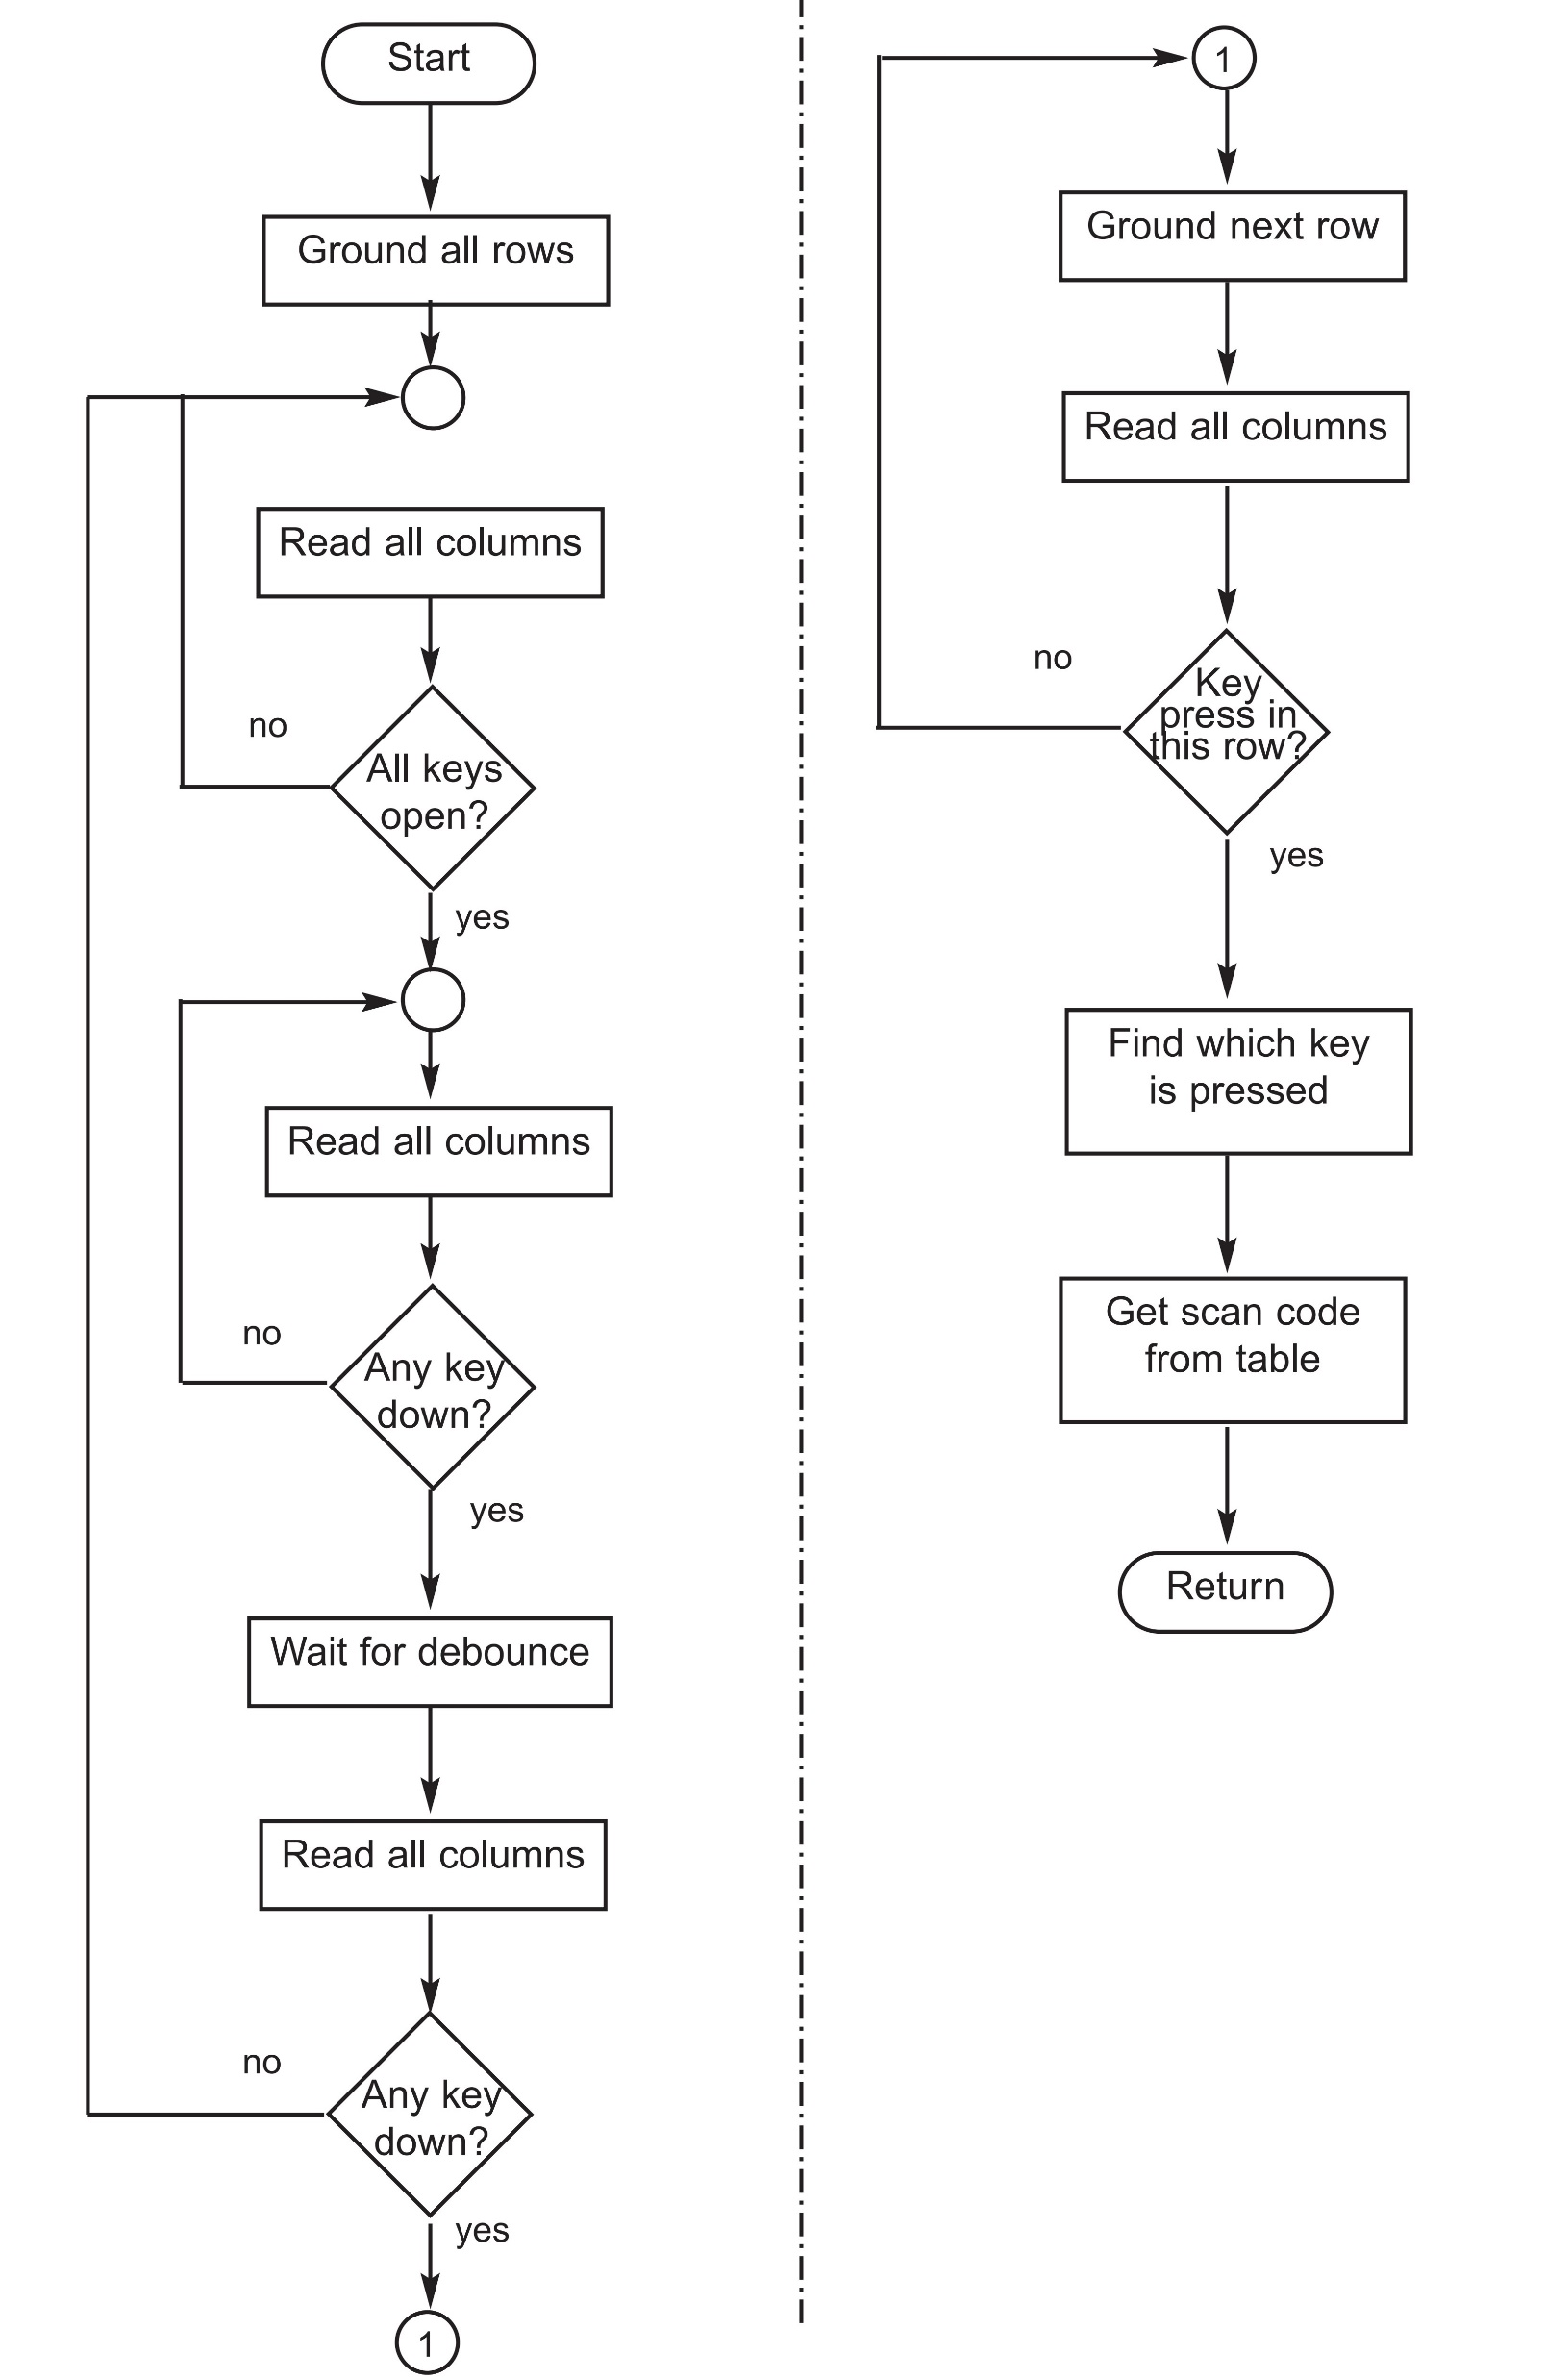 Start
Ground all rows
Read all columns
no
All keys
open?
yes
Read all columns
no
Any key
down?
yes
Wait for debounce
Read all columns
no
Any key
down?
yes
1
1
Ground next row
Read all columns
no
Key
press in
this row?
yes
Find which key
is pressed
Get scan code
from table
Return